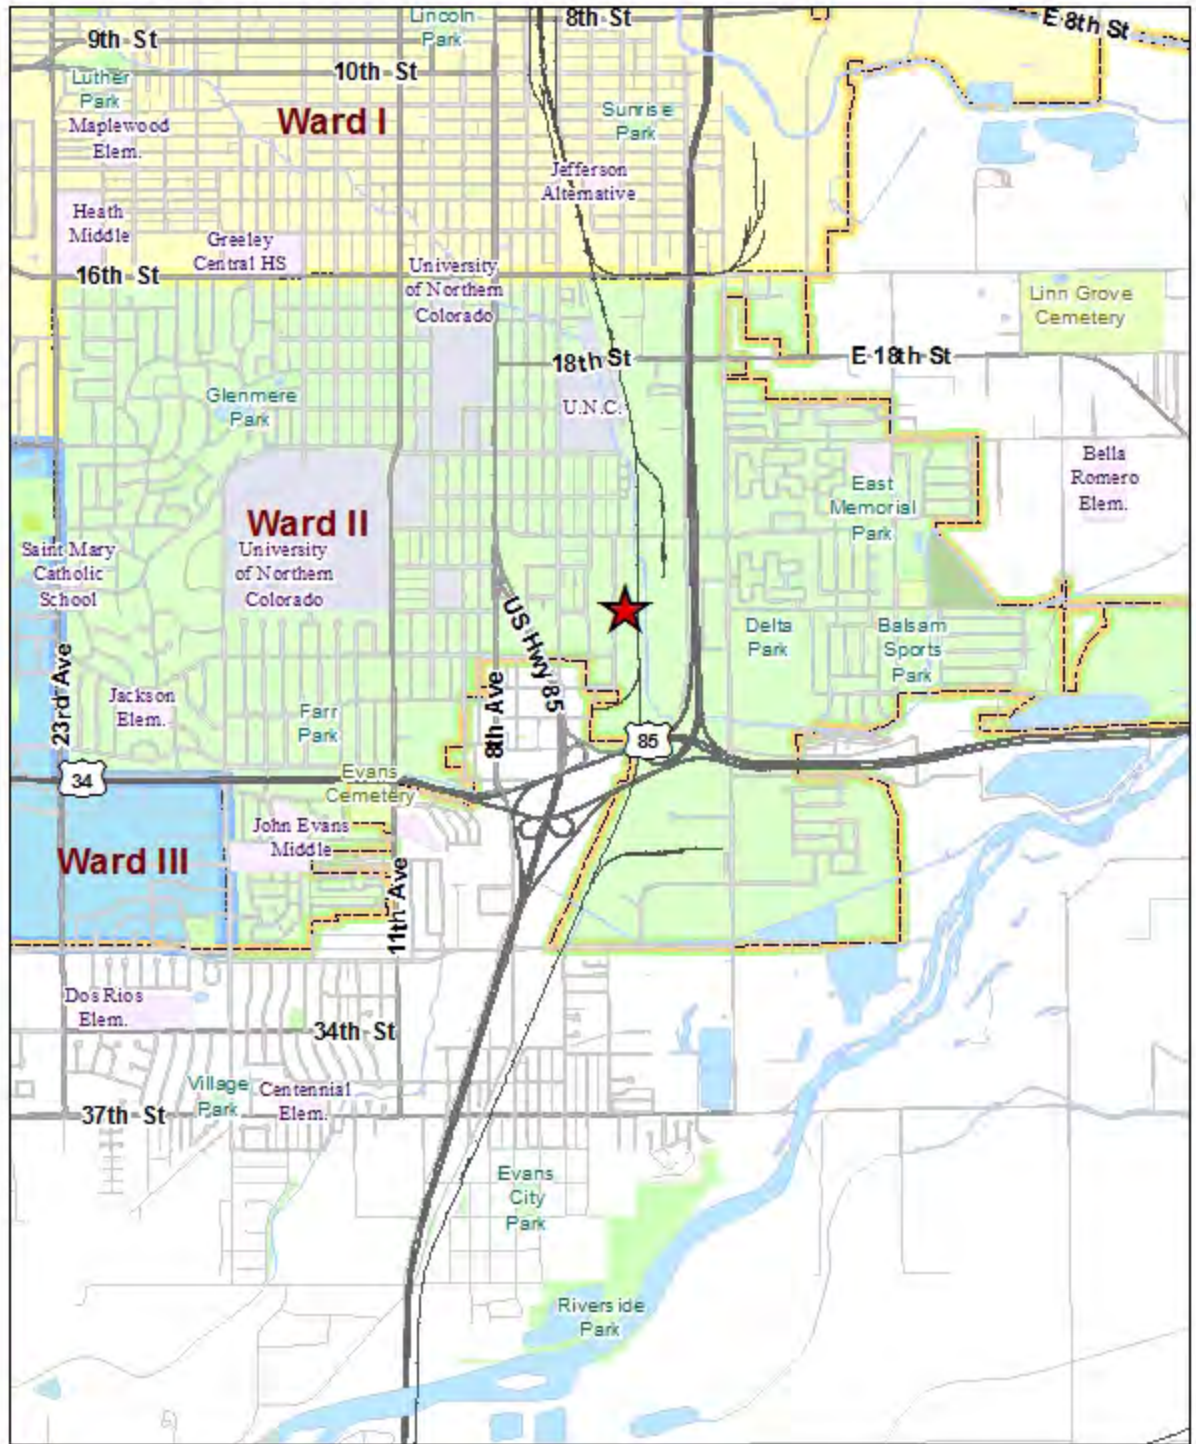 Lincoln
Park
8th St
E 8th St
9th St
10th St
Luther
Park
Maplewood
Elem.
Ward I
Sunrise
Park
Jefferson
Alternative
Heath
Middle
Greeley
Central HS
16th St
University
of Northern
Colorado
Linn Grove
Cemetery
18th St
E 18th St
Glenmere
Park
U.N.C.
Bella
Romero
Elem.
East
Memorial
Park
Ward II
University
of Northern
Colorado
Saint Mary
Catholic
School
US Hwy 85
Delta
Park
Balsam
Sports
Park
23rd Ave
Jackson
Elem.
Farr
Park
8th Ave
85
34
Evans
Cemetery
John Evans
Middle
Ward III
11th Ave
Dos Rios
Elem.
34th St
Village
Park
Centennial
Elem.
37th St
Evans
City
Park
Riverside
Park